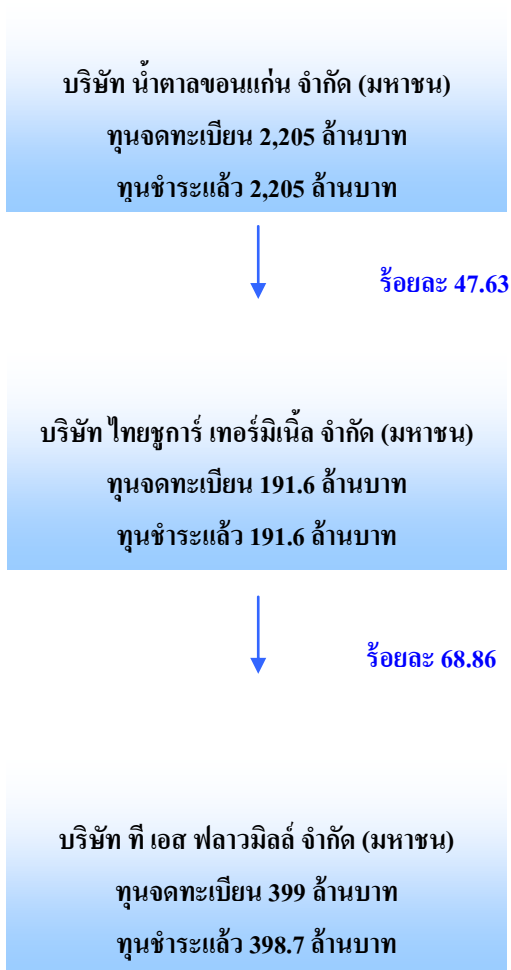 บริษัท น้ำตาลขอนแก่น จำกัด (มหาชน)
ทุนจดทะเบียน 2,205 ล้านบาท
ทุนชำระแล้ว 2,205 ล้านบาท
ร้อยละ 47.63
บริษัท ไทยชูการ์ เทอร์มิเนิ้ล จำกัด (มหาชน)
ทุนจดทะเบียน 191.6 ล้านบาท
ทุนชำระแล้ว 191.6 ล้านบาท
ร้อยละ 68.86
บริษัท ที เอส ฟลาวมิลล์ จำกัด (มหาชน)
ทุนจดทะเบียน 399 ล้านบาท
ทุนชำระแล้ว 398.7 ล้านบาท